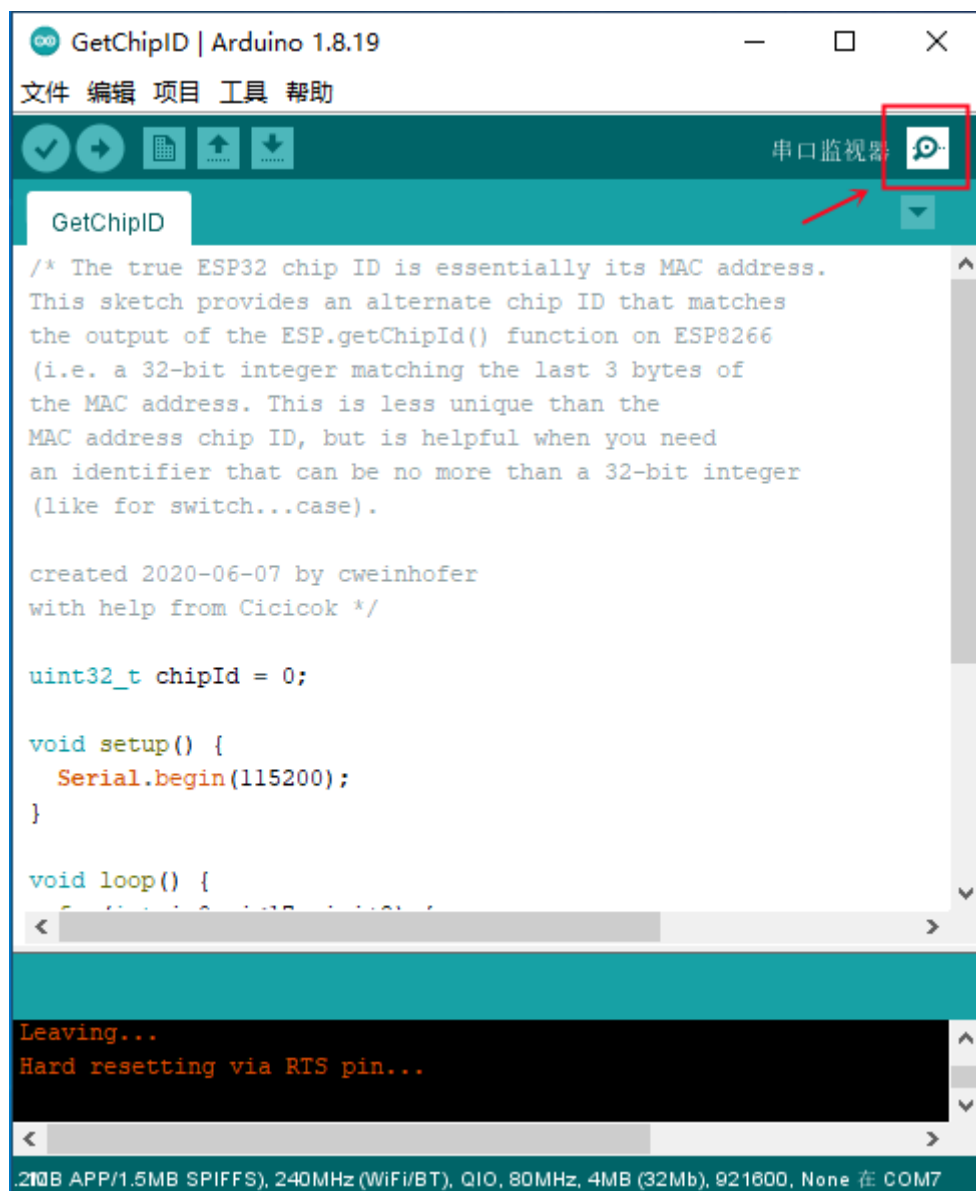 GetChipID | Arduino 1.8.19
文件 编辑 项目 工具 帮助
串口监视器
GetChipID
/* The true ESP32 chip ID is essentially its MAC address.
This sketch provides an alternate chip ID that matches
the output of the ESP.getChipId() function on ESP8266
(i.e. a 32-bit integer matching the last 3 bytes of
the MAC address. This is less unique than the
MAC address chip ID, but is helpful when you need
an identifier that can be no more than a 32-bit integer
(like for switch...case).
created 2020-06-07 by cweinhofer
with help from Cicicok */
uint32_t chipId = 0;
void setup() {
Serial.begin(115200);
}
void loop() {
Leaving...
Hard resetting via RTS pin...
APP/1.5MB SPIFFS), 240MHz (WiFi/BT), QIO, 80MHz, 4MB (32Mb), 921600, None 在 COM7